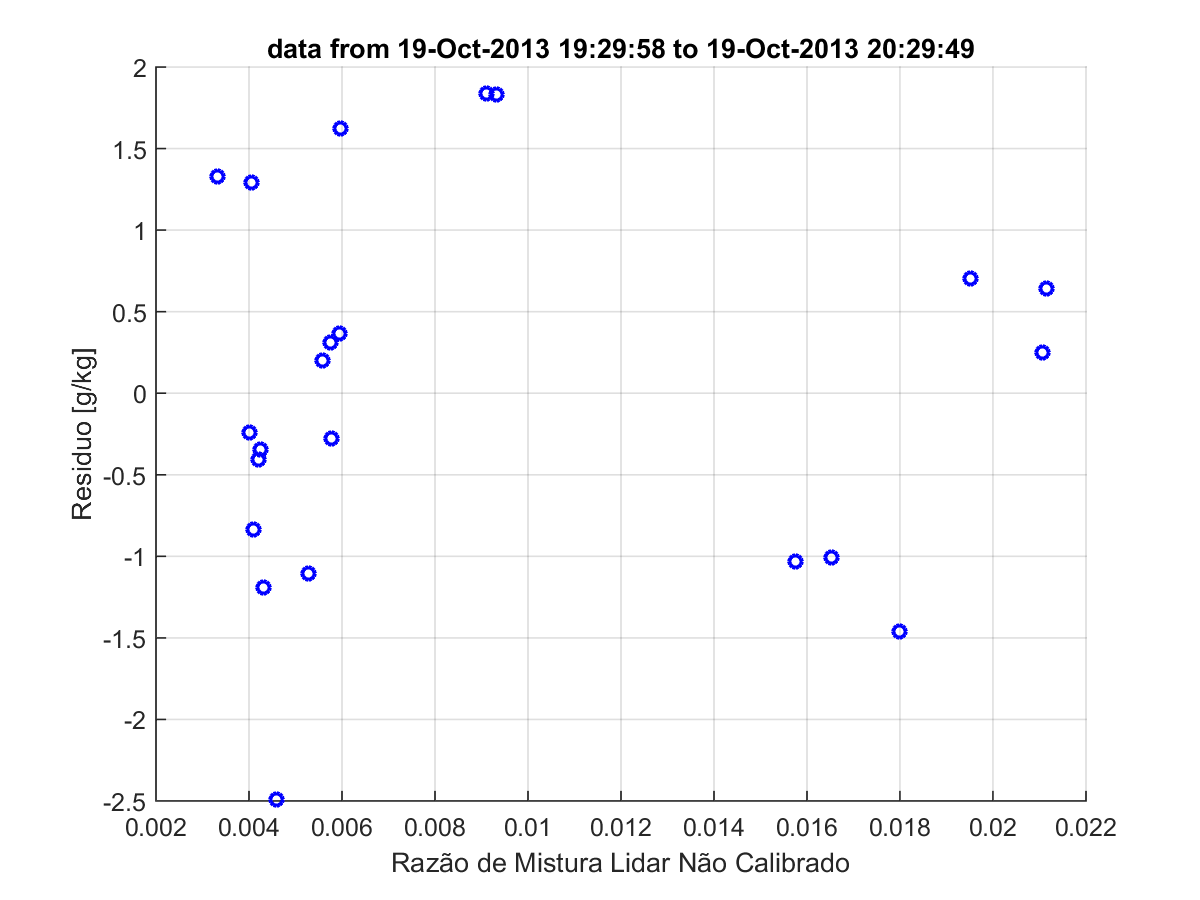 data from 19-Oct-2013 19:29:58 to 19-Oct-2013 20:29:49
2
1.5
1
0.5
0
-0.5
-1
-1.5
-2
-2.5
Residuo [g/kg]
0.002 0.004 0.006 0.008 0.01 0.012 0.014 0.016 0.018 0.02 0.022
Razão de Mistura Lidar Não Calibrado